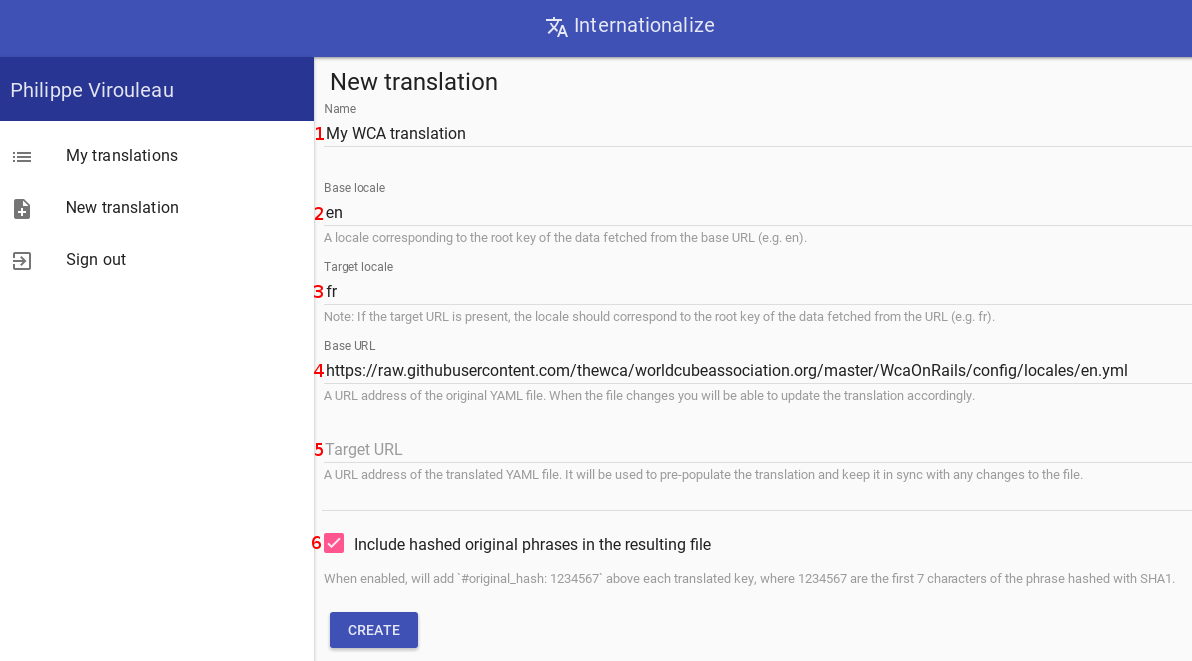 Internationalize
Philippe Virouleau
My translations
New translation
Sign out
New translation
Name
1 My WCA translation
Base locale
2 en
A locale corresponding to the root key of the data fetched from the base URL (e.g. en).
Target locale
3 fr
Note: If the target URL is present, the locale should correspond to the root key of the data fetched from the URL (e.g. fr).
Base URL
4 https://raw.githubusercontent.com/thewca/worldcubeassociation.org/master/WcaOnRails/config/locales/en.yml
A URL address of the original YAML file. When the file changes you will be able to update the translation accordingly.
5 Target URL
A URL address of the translated YAML file. It will be used to pre-populate the translation and keep it in sync with any changes to the file.
6 Include hashed original phrases in the resulting file
When enabled, will add `#original_hash: 1234567` above each translated key, where 1234567 are the first 7 characters of the phrase hashed with SHA1.
CREATE